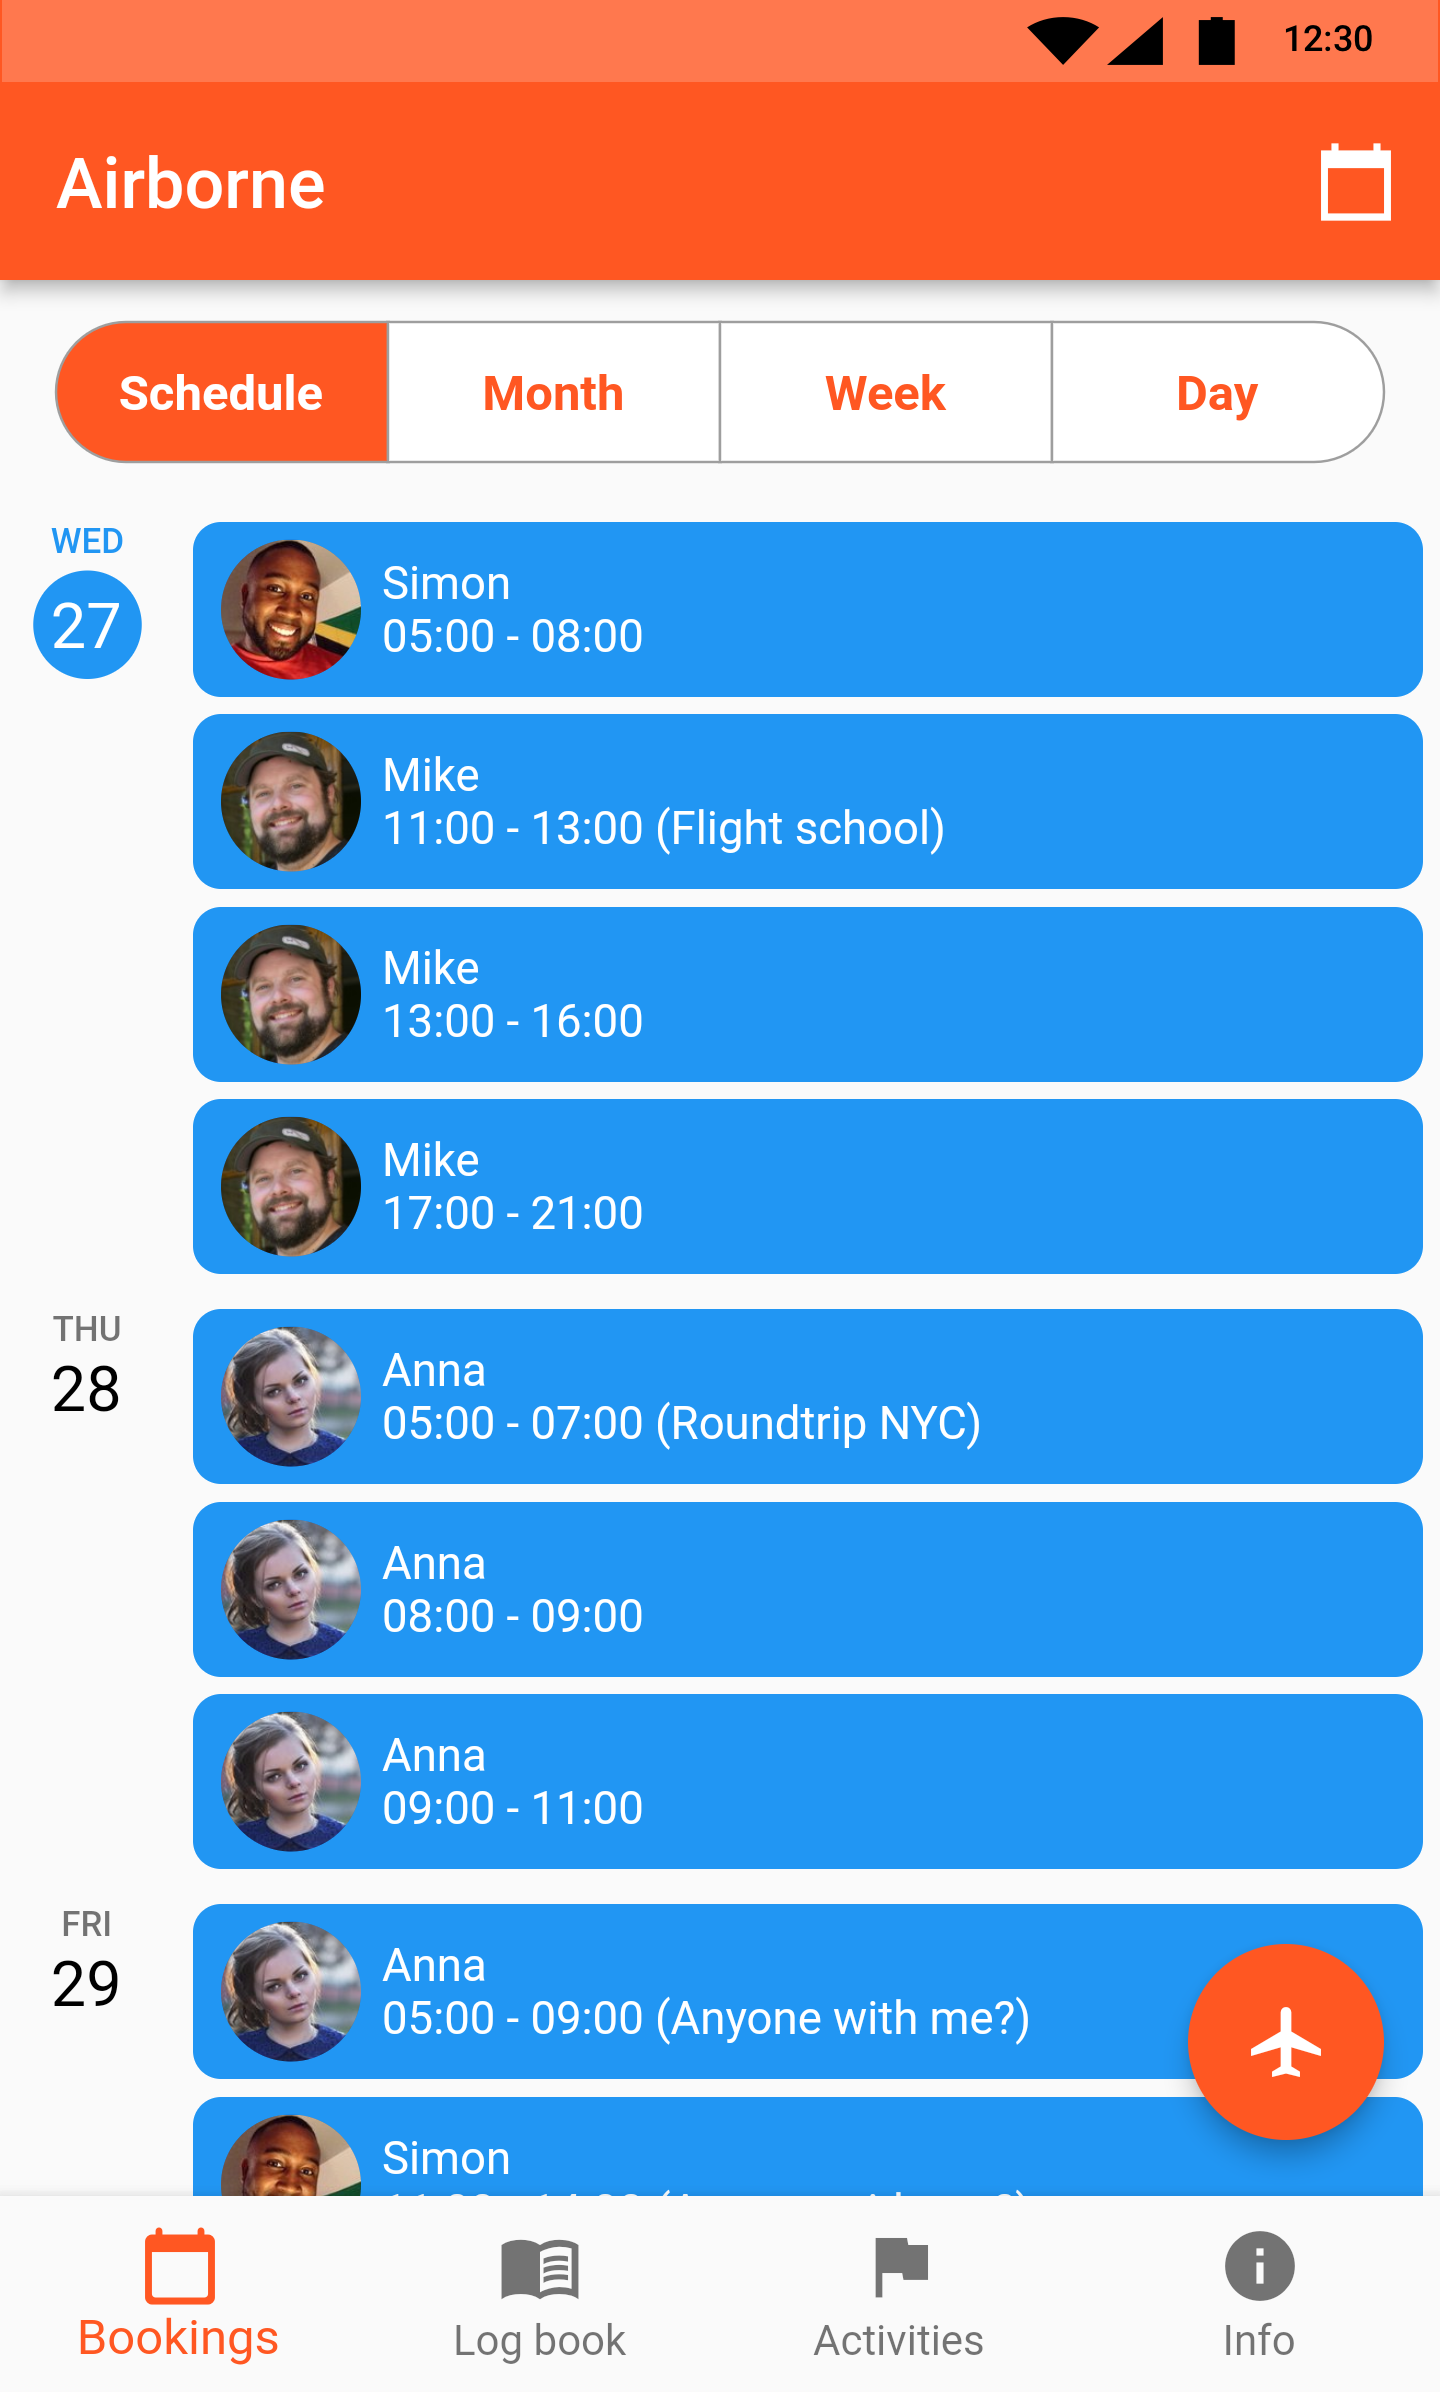 12:30
Airborne
Schedule
Month
Week
Day
WED
27
Simon
05:00 - 08:00
Mike
11:00 - 13:00 (Flight school)
Mike
13:00 - 16:00
Mike
17:00 - 21:00
THU
28
Anna
05:00 - 07:00 (Roundtrip NYC)
Anna
08:00 - 09:00
Anna
09:00 - 11:00
FRI
29
Anna
05:00 - 09:00 (Anyone with me?)
Simon
Bookings
Log book
Activities
Info